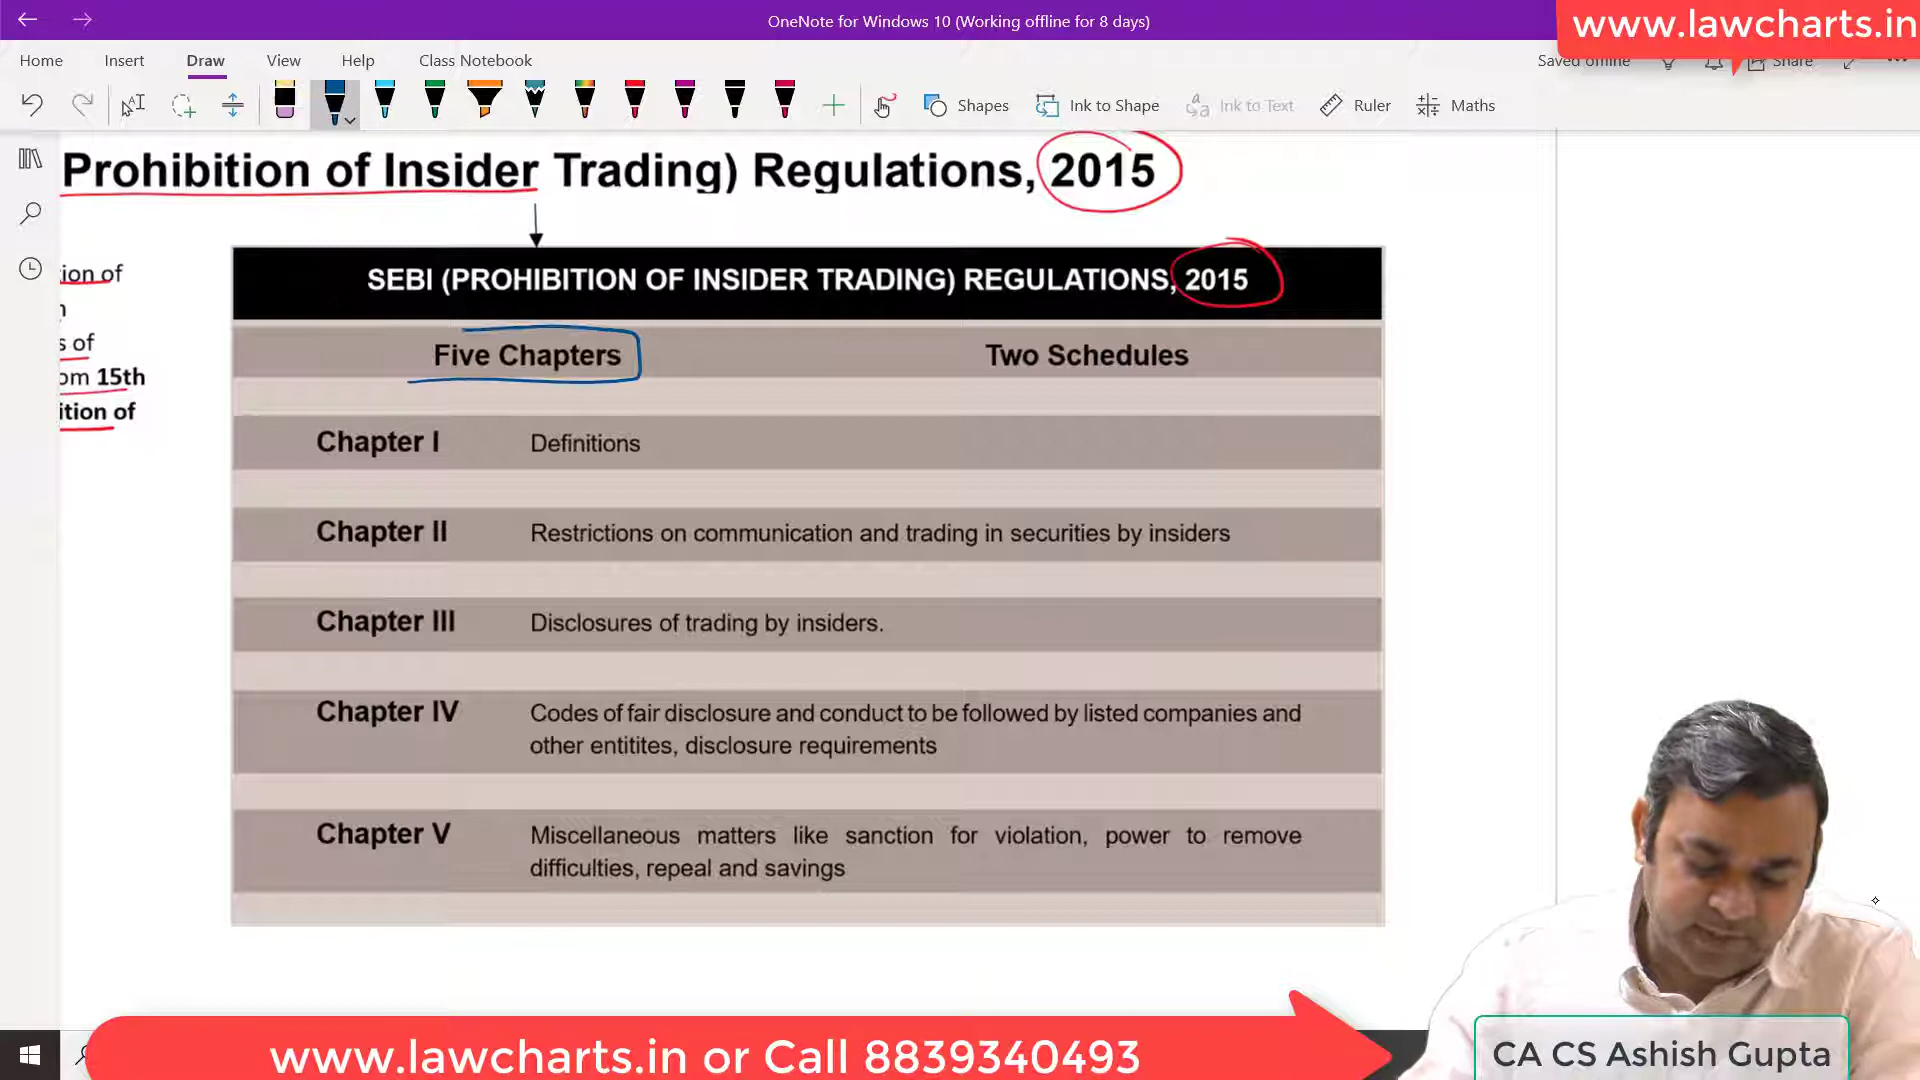 OneNote for Windows 10 (Working offline for 8 days)
www.lawcharts.in
Home Insert Draw View Help Class Notebook
Saved offline Share
Shapes Ink to Shape Ink to Text Ruler Maths
Prohibition of Insider Trading) Regulations, 2015
ion of
s of
om 15th
ition of
SEBI (PROHIBITION OF INSIDER TRADING) REGULATIONS, 2015
Five Chapters Two Schedules
Chapter I Definitions
Chapter II Restrictions on communication and trading in securities by insiders
Chapter III Disclosures of trading by insiders.
Chapter IV Codes of fair disclosure and conduct to be followed by listed companies and
other entitites, disclosure requirements
Chapter V Miscellaneous matters like sanction for violation, power to remove
difficulties, repeal and savings
www.lawcharts.in or Call 8839340493
CA CS Ashish Gupta